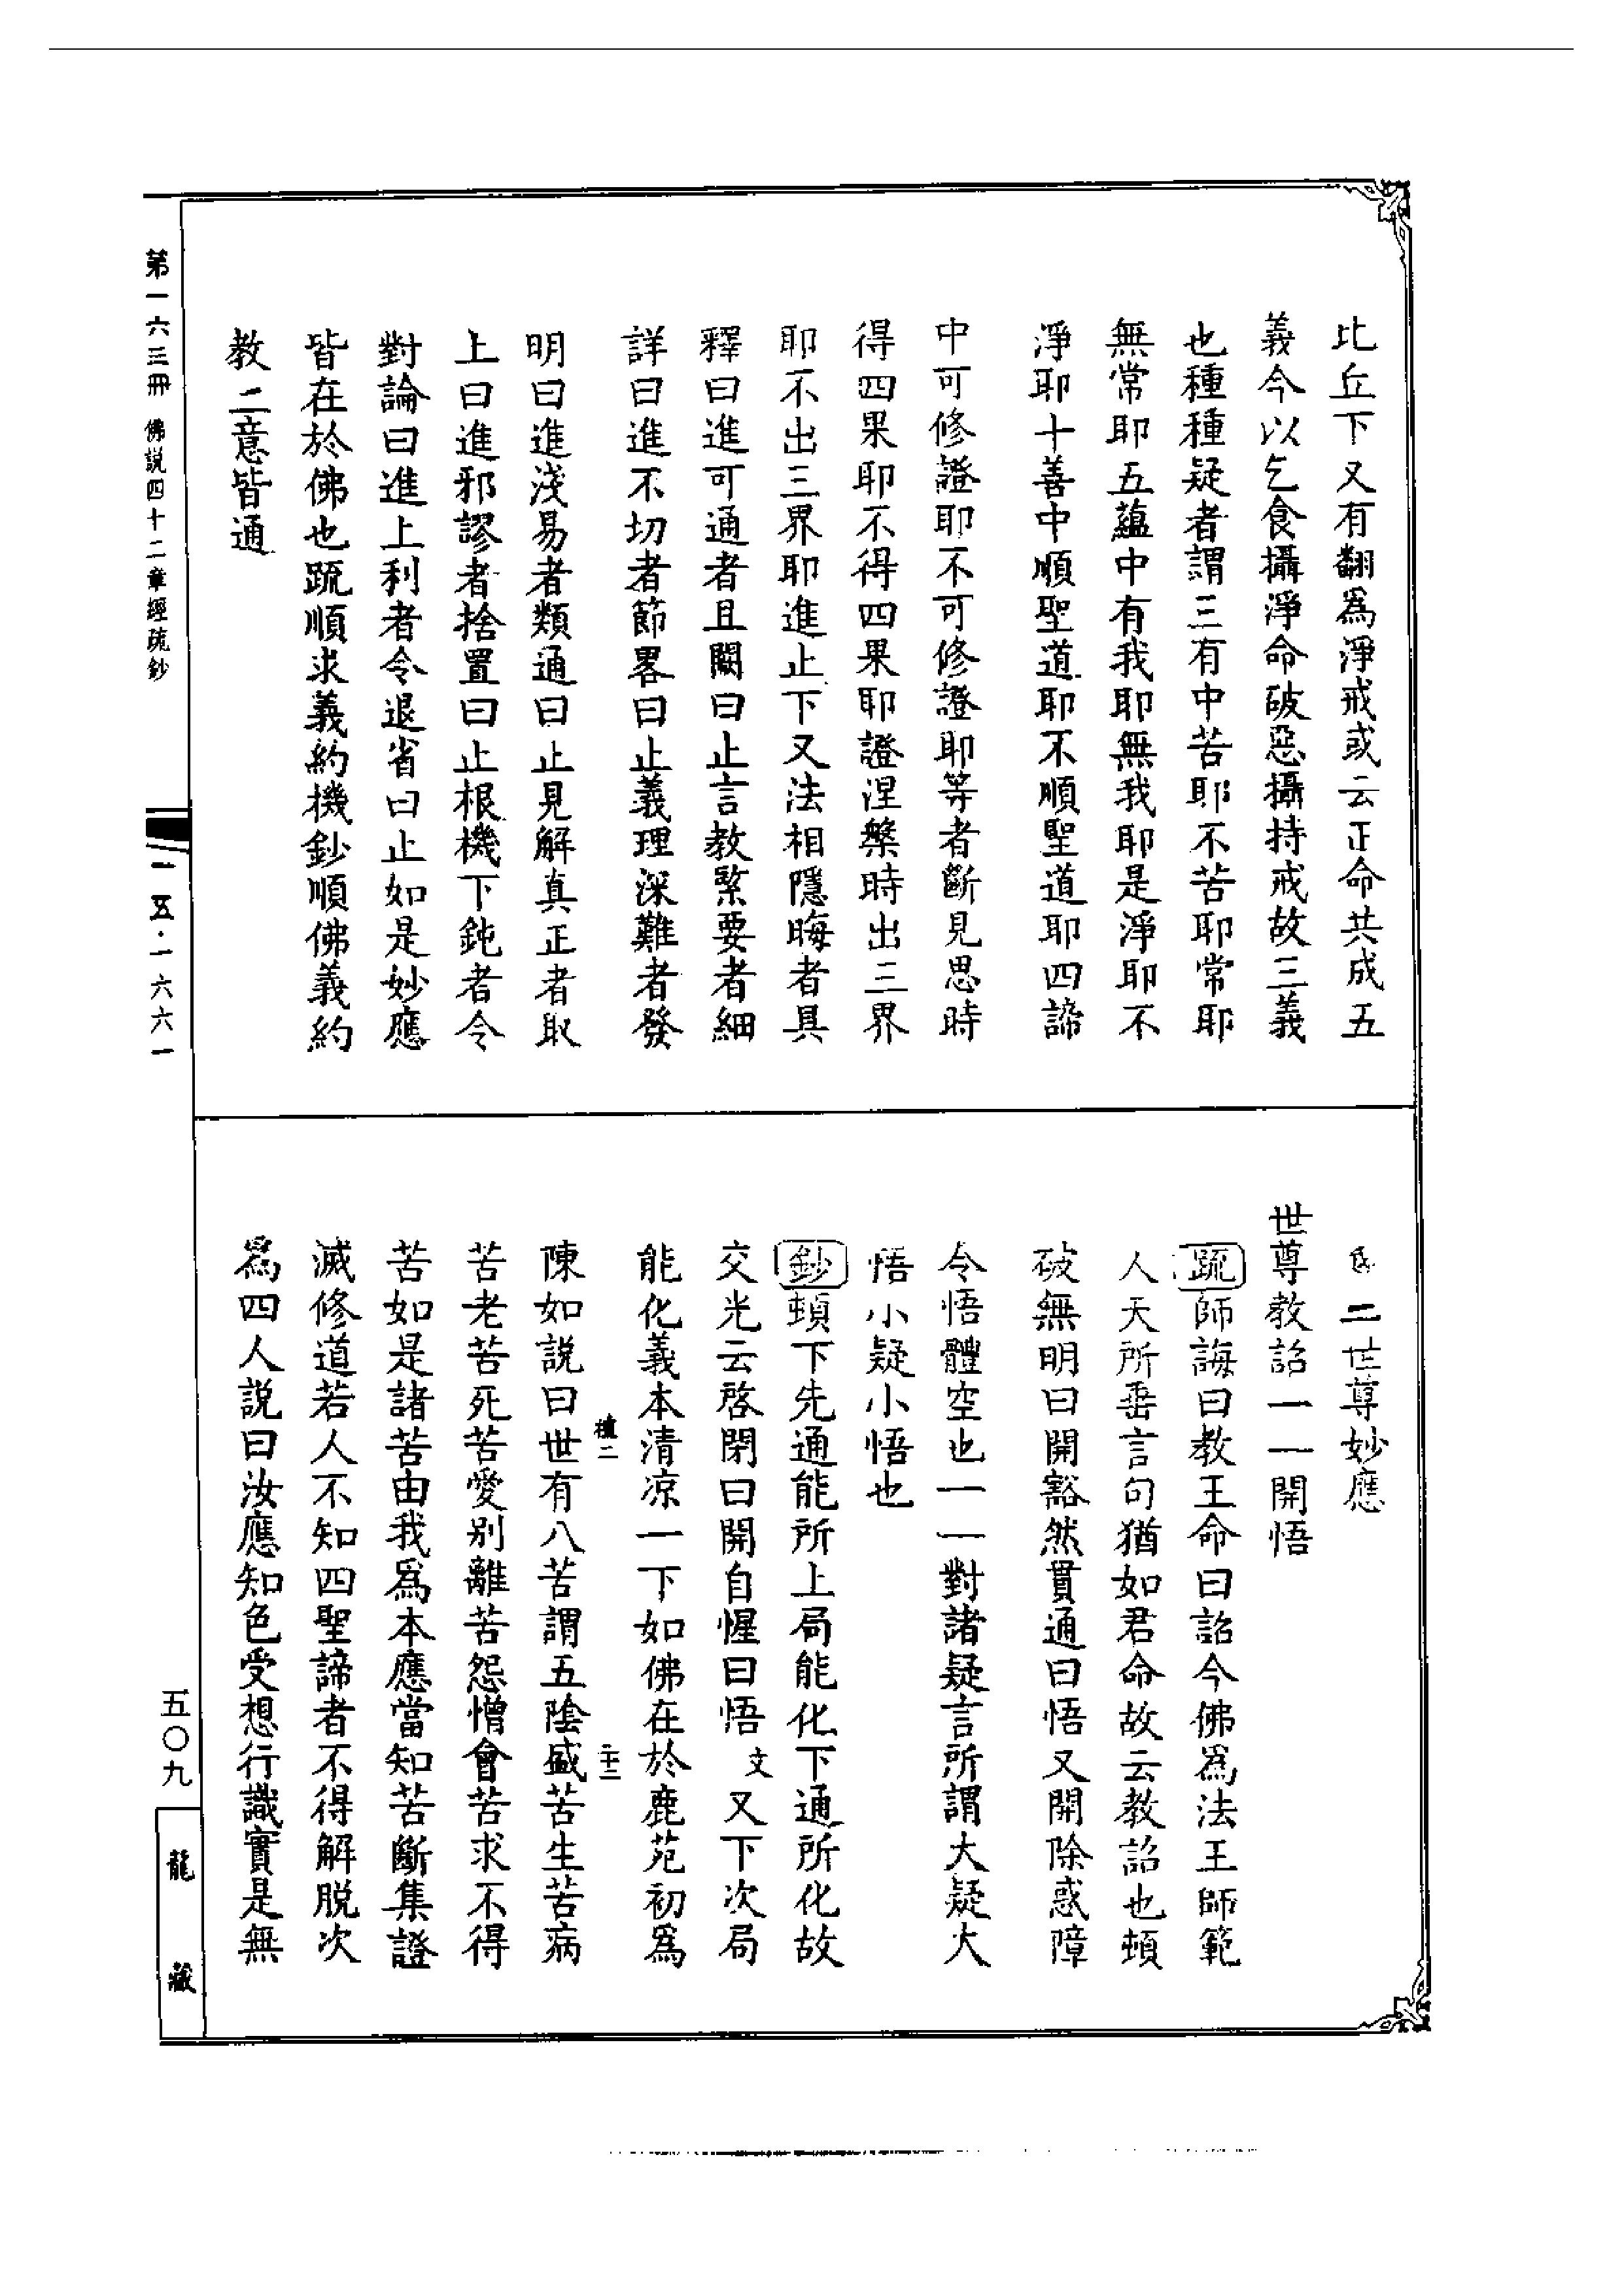 比丘下又有翻爲淨戒或云正命共成五
義今以乞食攝淨命破惡攝持戒故三義
也種種疑者謂三有中苦耶不苦耶常耶
無常耶五蘊中有我耶無我耶是淨耶不
淨耶十善中順聖道耶不順聖道耶四諦
中可修證耶不可修證耶等者斷見思時
得四果耶不得四果耶證涅槃時出三界
耶不出三界耶進止下又法相隱晦者具
釋曰進可通者且闕曰止言教緊要者細
詳曰進不切者節畧曰止義理深難者發
明曰進淺易者類通曰止見解真正者取
上曰進邪謬者捨置曰止根機下鈍者令
對論曰進上利者令退省曰止如是妙應
皆在於佛也䟽順求義約機鈔順佛義約
教二意皆通
二世尊妙應
世尊教詔一一開悟
䟽師誨曰教王命曰詔今佛爲法王師範
人天所垂言句猶如君命故云教詔也頓
破無明曰開豁然貫通曰悟又開除惑障
令悟體空也一一對諸疑言所謂大疑大
悟小疑小悟也
鈔頓下先通能所上局能化下通所化故
交光云啓閉曰開自惺曰悟文又下次局
能化義本清凉一下如佛在於鹿苑初爲
陳如説曰世有八苦謂五陰盛苦生苦病
苦老苦死苦愛別離苦怨憎會苦求不得
苦如是諸苦由我爲本應當知苦斷集證
滅修道若人不知四聖諦者不得解脱次
爲四人説曰汝應知色受想行識實是無
第一六三冊 佛説四十二章經疏鈔
一五·一六六一
五〇九
龍藏